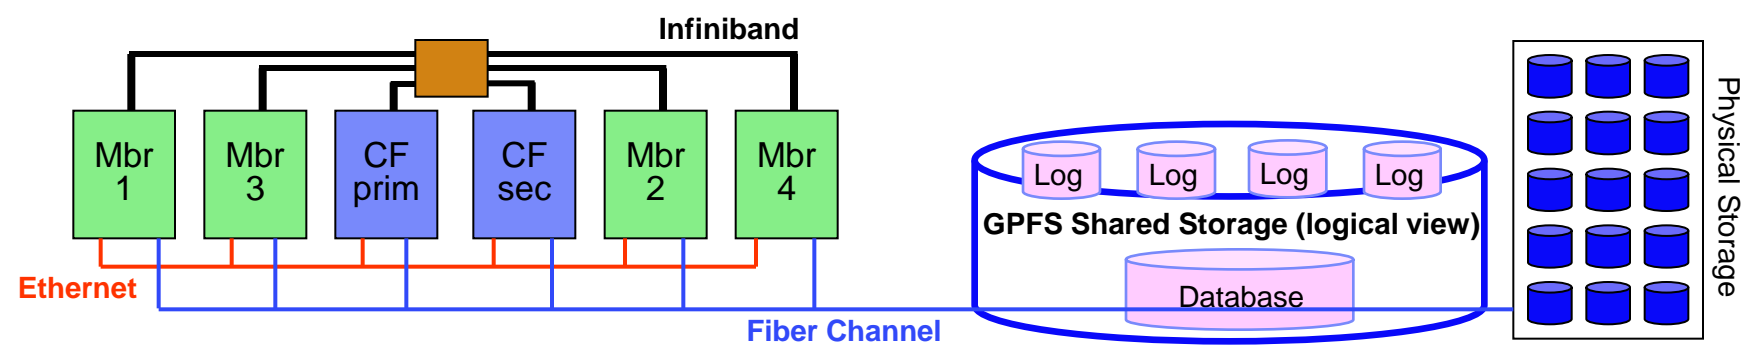 Infiniband
Mbr
1
Mbr
3
CF
prim
CF
sec
Mbr
2
Mbr
4
Ethernet
Fiber Channel
Log
Log
Log
Log
GPFS Shared Storage (logical view)
Database
Physical Storage